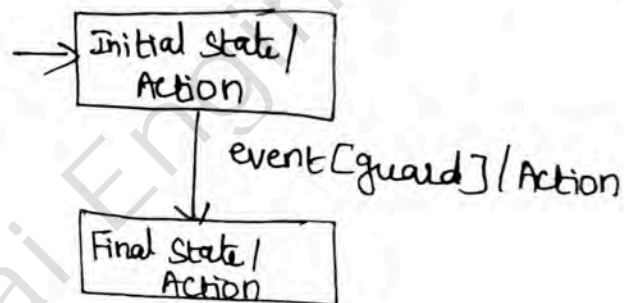 Initial State/
Action
event[guard]/Action
Final State/
Action